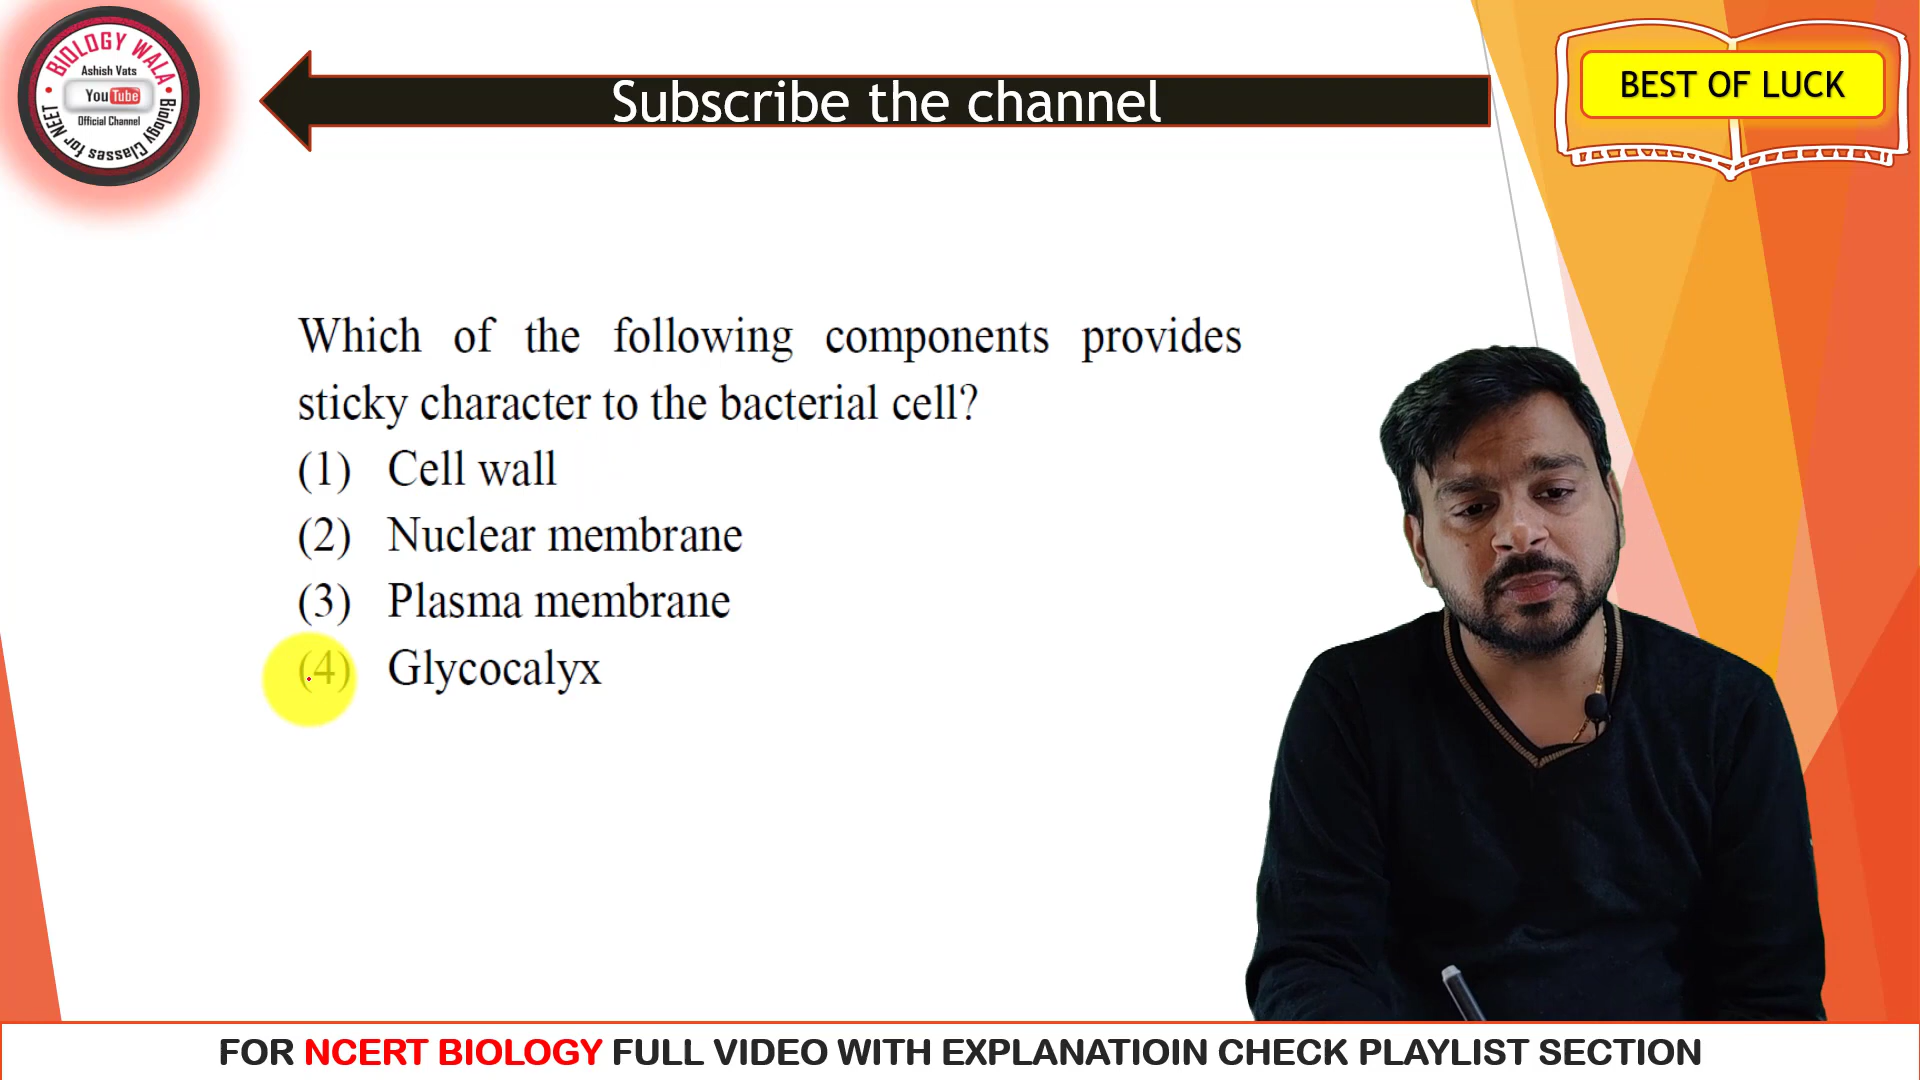 BIOLOGY WALA
Ashish Vats
YouTube
Official Channel
Biology Classes for NEET
Subscribe the channel
BEST OF LUCK
Which of the following components provides
sticky character to the bacterial cell?
(1) Cell wall
(2) Nuclear membrane
(3) Plasma membrane
(4) Glycocalyx
FOR NCERT BIOLOGY FULL VIDEO WITH EXPLANATIOIN CHECK PLAYLIST SECTION